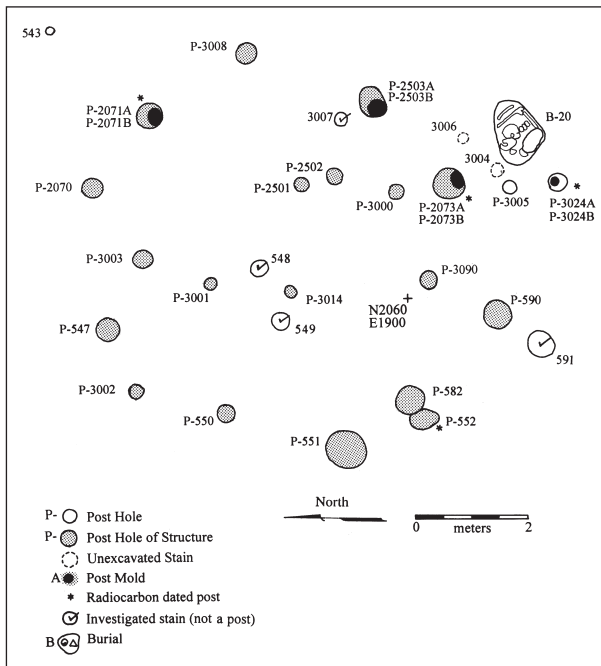 543
P-3008
P-2503A
P-2503B
P-2071A
P-2071B
3007
3006
B-20
3004
P-2502
P-2070
P-2501
P-3000
P-2073A
P-2073B
P-3005
P-3024A
P-3024B
P-3003
548
P-3001
P-3014
P-3090
N2060
E1900
P-590
P-547
549
591
P-3002
P-550
P-582
P-552
P-551
North
0 2
meters
P- Post Hole
P- Post Hole of Structure
Unexcavated Stain
A Post Mold
* Radiocarbon dated post
Investigated stain (not a post)
B Burial